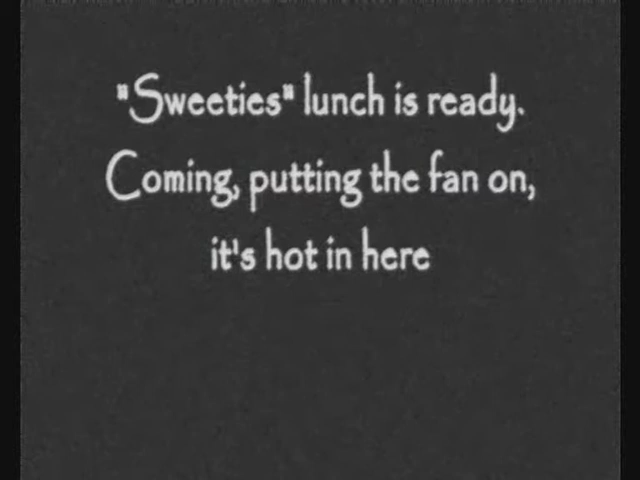 "Sweeties" lunch is ready.
Coming, putting the fan on,
it's hot in here